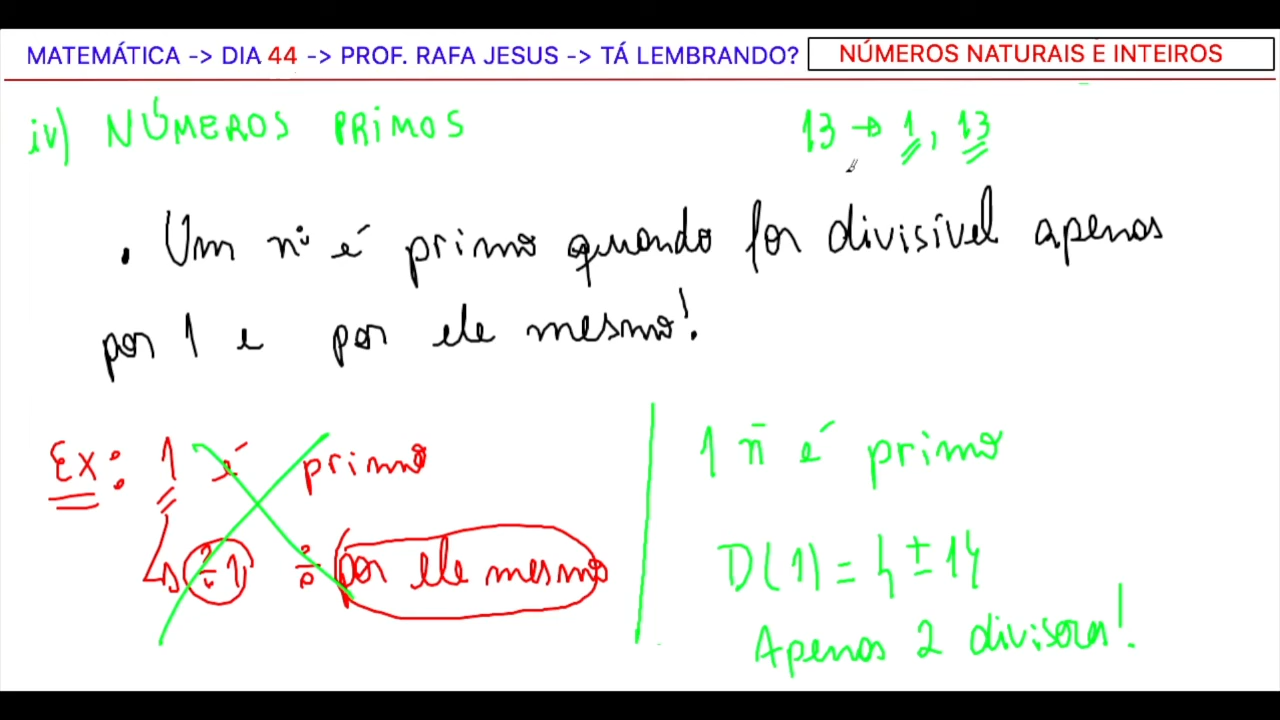 MATEMÁTICA -> DIA 44 -> PROF. RAFA JESUS -> TÁ LEMBRANDO?
NÚMEROS NATURAIS E INTEIROS
iv) NÚMEROS PRIMOS
13 → 1, 13
. Um nº é primo quando for divisível apenas
por 1 e por ele mesmo!
Ex: 1 é primo
÷ 1 ÷ por ele mesmo
1 ñ é primo
D(1) = { ± 1}
Apenas 2 divisores!